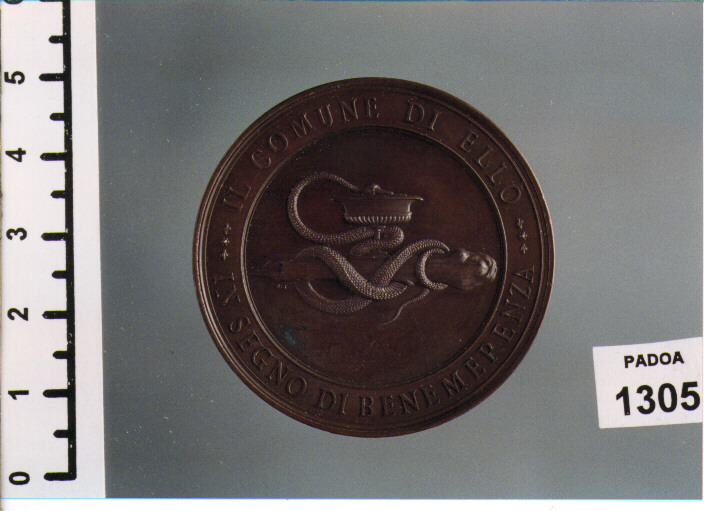 IL COMUNE DI ELLO
IN SEGNO DI BENEMERENZA
PADOA
1305
5
4
3
2
1
0